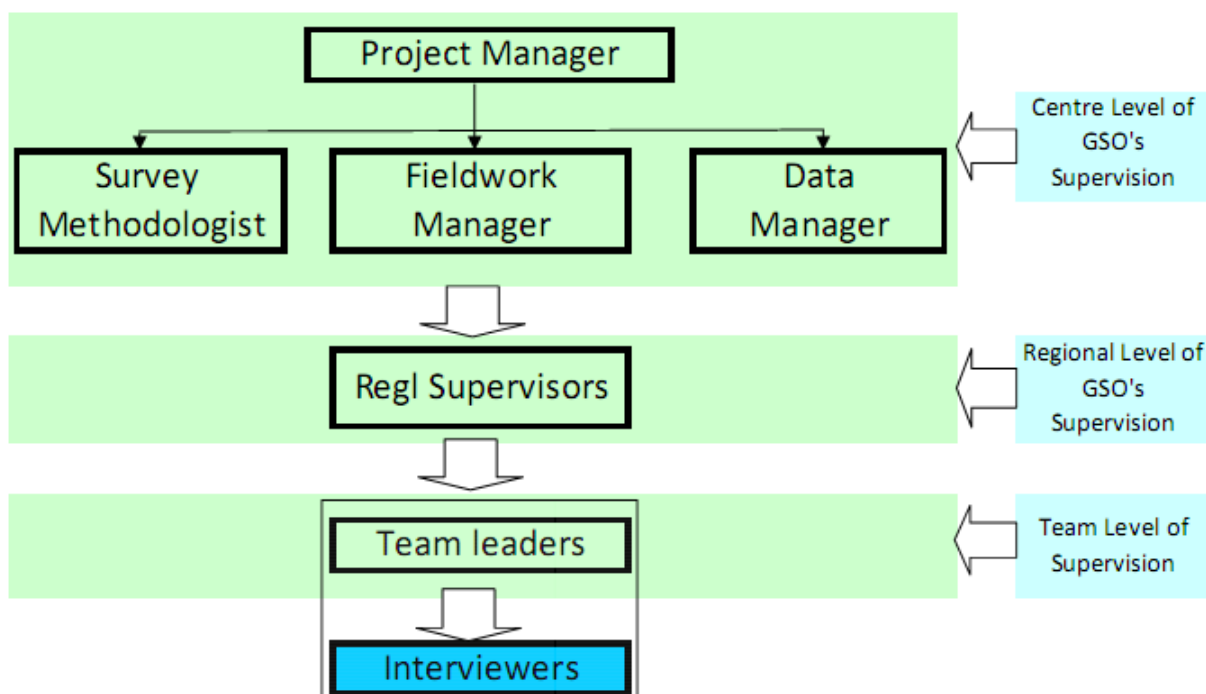 Project Manager
Centre Level of
GSO's
Supervision
Survey
Methodologist
Fieldwork
Manager
Data
Manager
Regl Supervisors
Regional Level of
GSO's
Supervision
Team leaders
Team Level of
Supervision
Interviewers